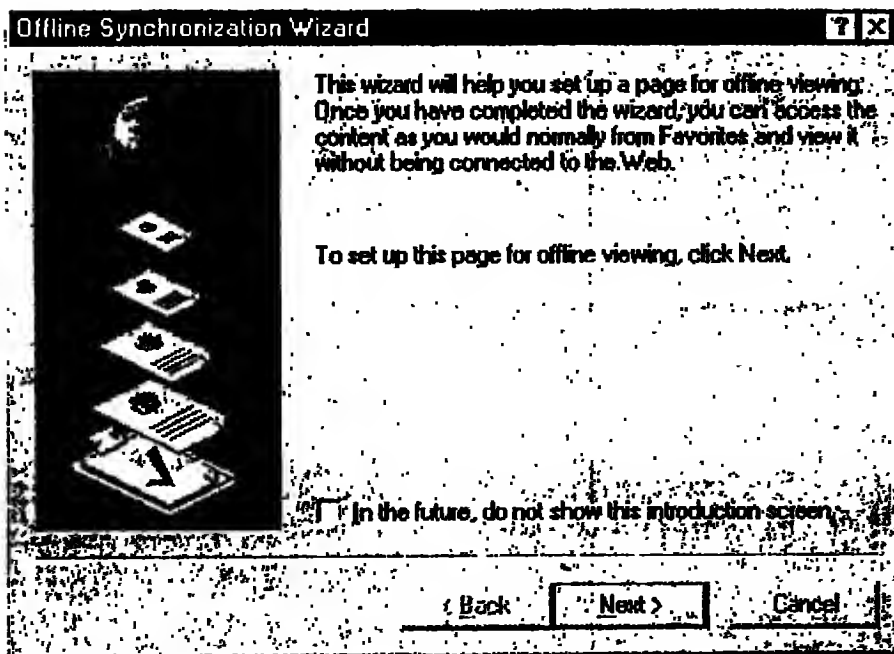 Offline Synchronization Wizard
This wizard will help you set up a page for offline viewing.
Once you have completed the wizard, you can access the
content as you would normally from Favorites and view it
without being connected to the Web.
To set up this page for offline viewing, click Next.
In the future, do not show this introduction screen
< Back Next > Cancel